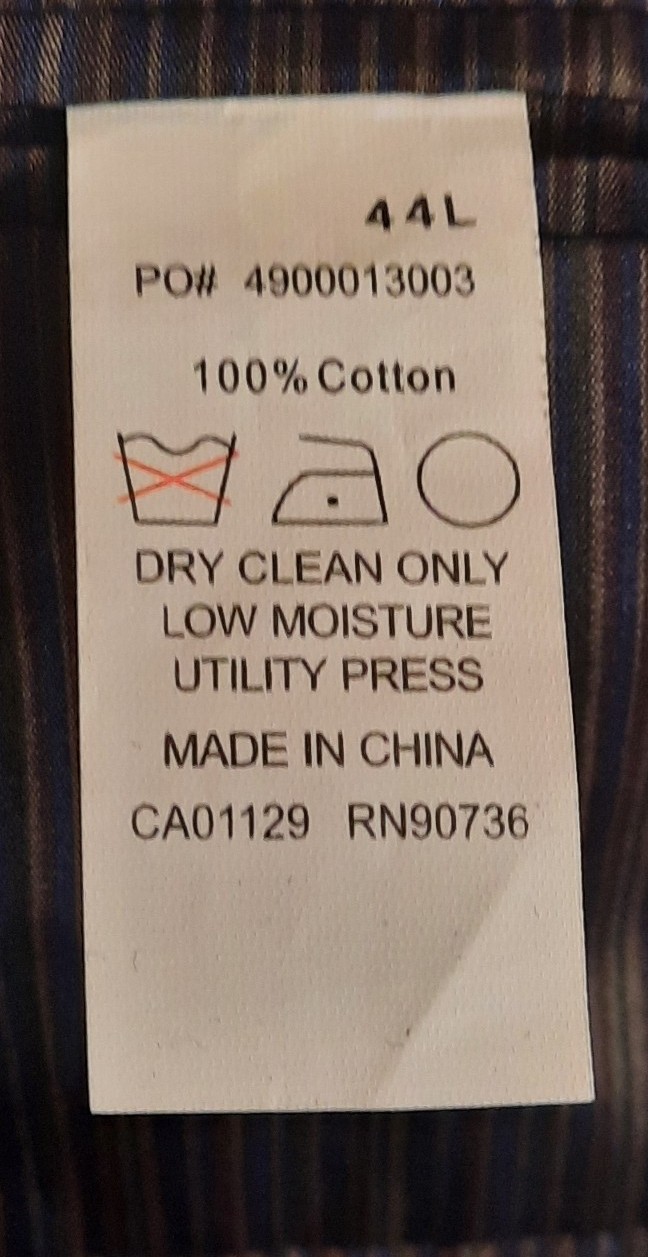 44L
PO# 4900013003
100% Cotton
DRY CLEAN ONLY
LOW MOISTURE
UTILITY PRESS
MADE IN CHINA
CA01129 RN90736